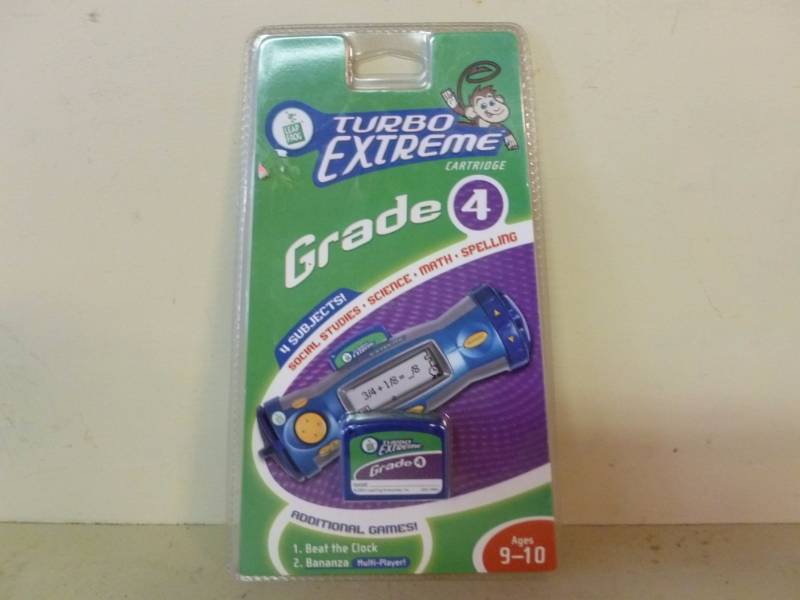 LEAP
FROG
TURBO
EXTREME
CARTRIDGE
Grade 4
4 SUBJECTS!
SOCIAL STUDIES • SCIENCE • MATH • SPELLING
3/4 + 1/8 = _/8
TURBO
EXTREME
Grade 4
ADDITIONAL GAMES!
1. Beat the Clock
2. Bananza Multi-Player!
Ages
9–10